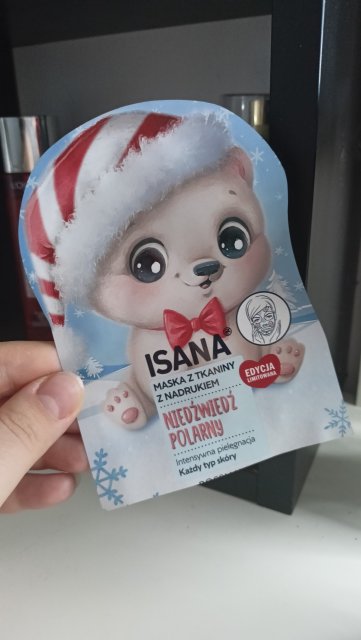 ISANA®
MASKA Z TKANINY
Z NADRUKIEM
EDYCJA
LIMITOWANA
NIEDŹWIEDŹ
POLARNY
Intensywna pielęgnacja
Każdy typ skóry